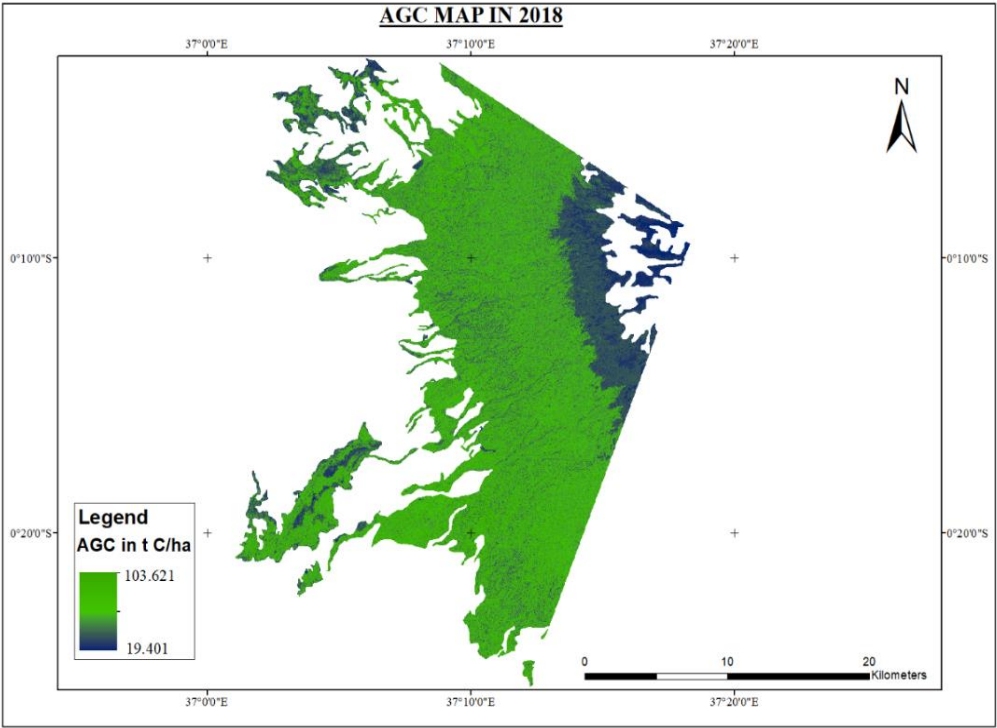 AGC MAP IN 2018
37°0'0"E 37°10'0"E 37°20'0"E
N
0°10'0"S 0°10'0"S
Legend
AGC in t C/ha
103.621
19.401
0°20'0"S 0°20'0"S
0 10 20
Kilometers
37°0'0"E 37°10'0"E 37°20'0"E